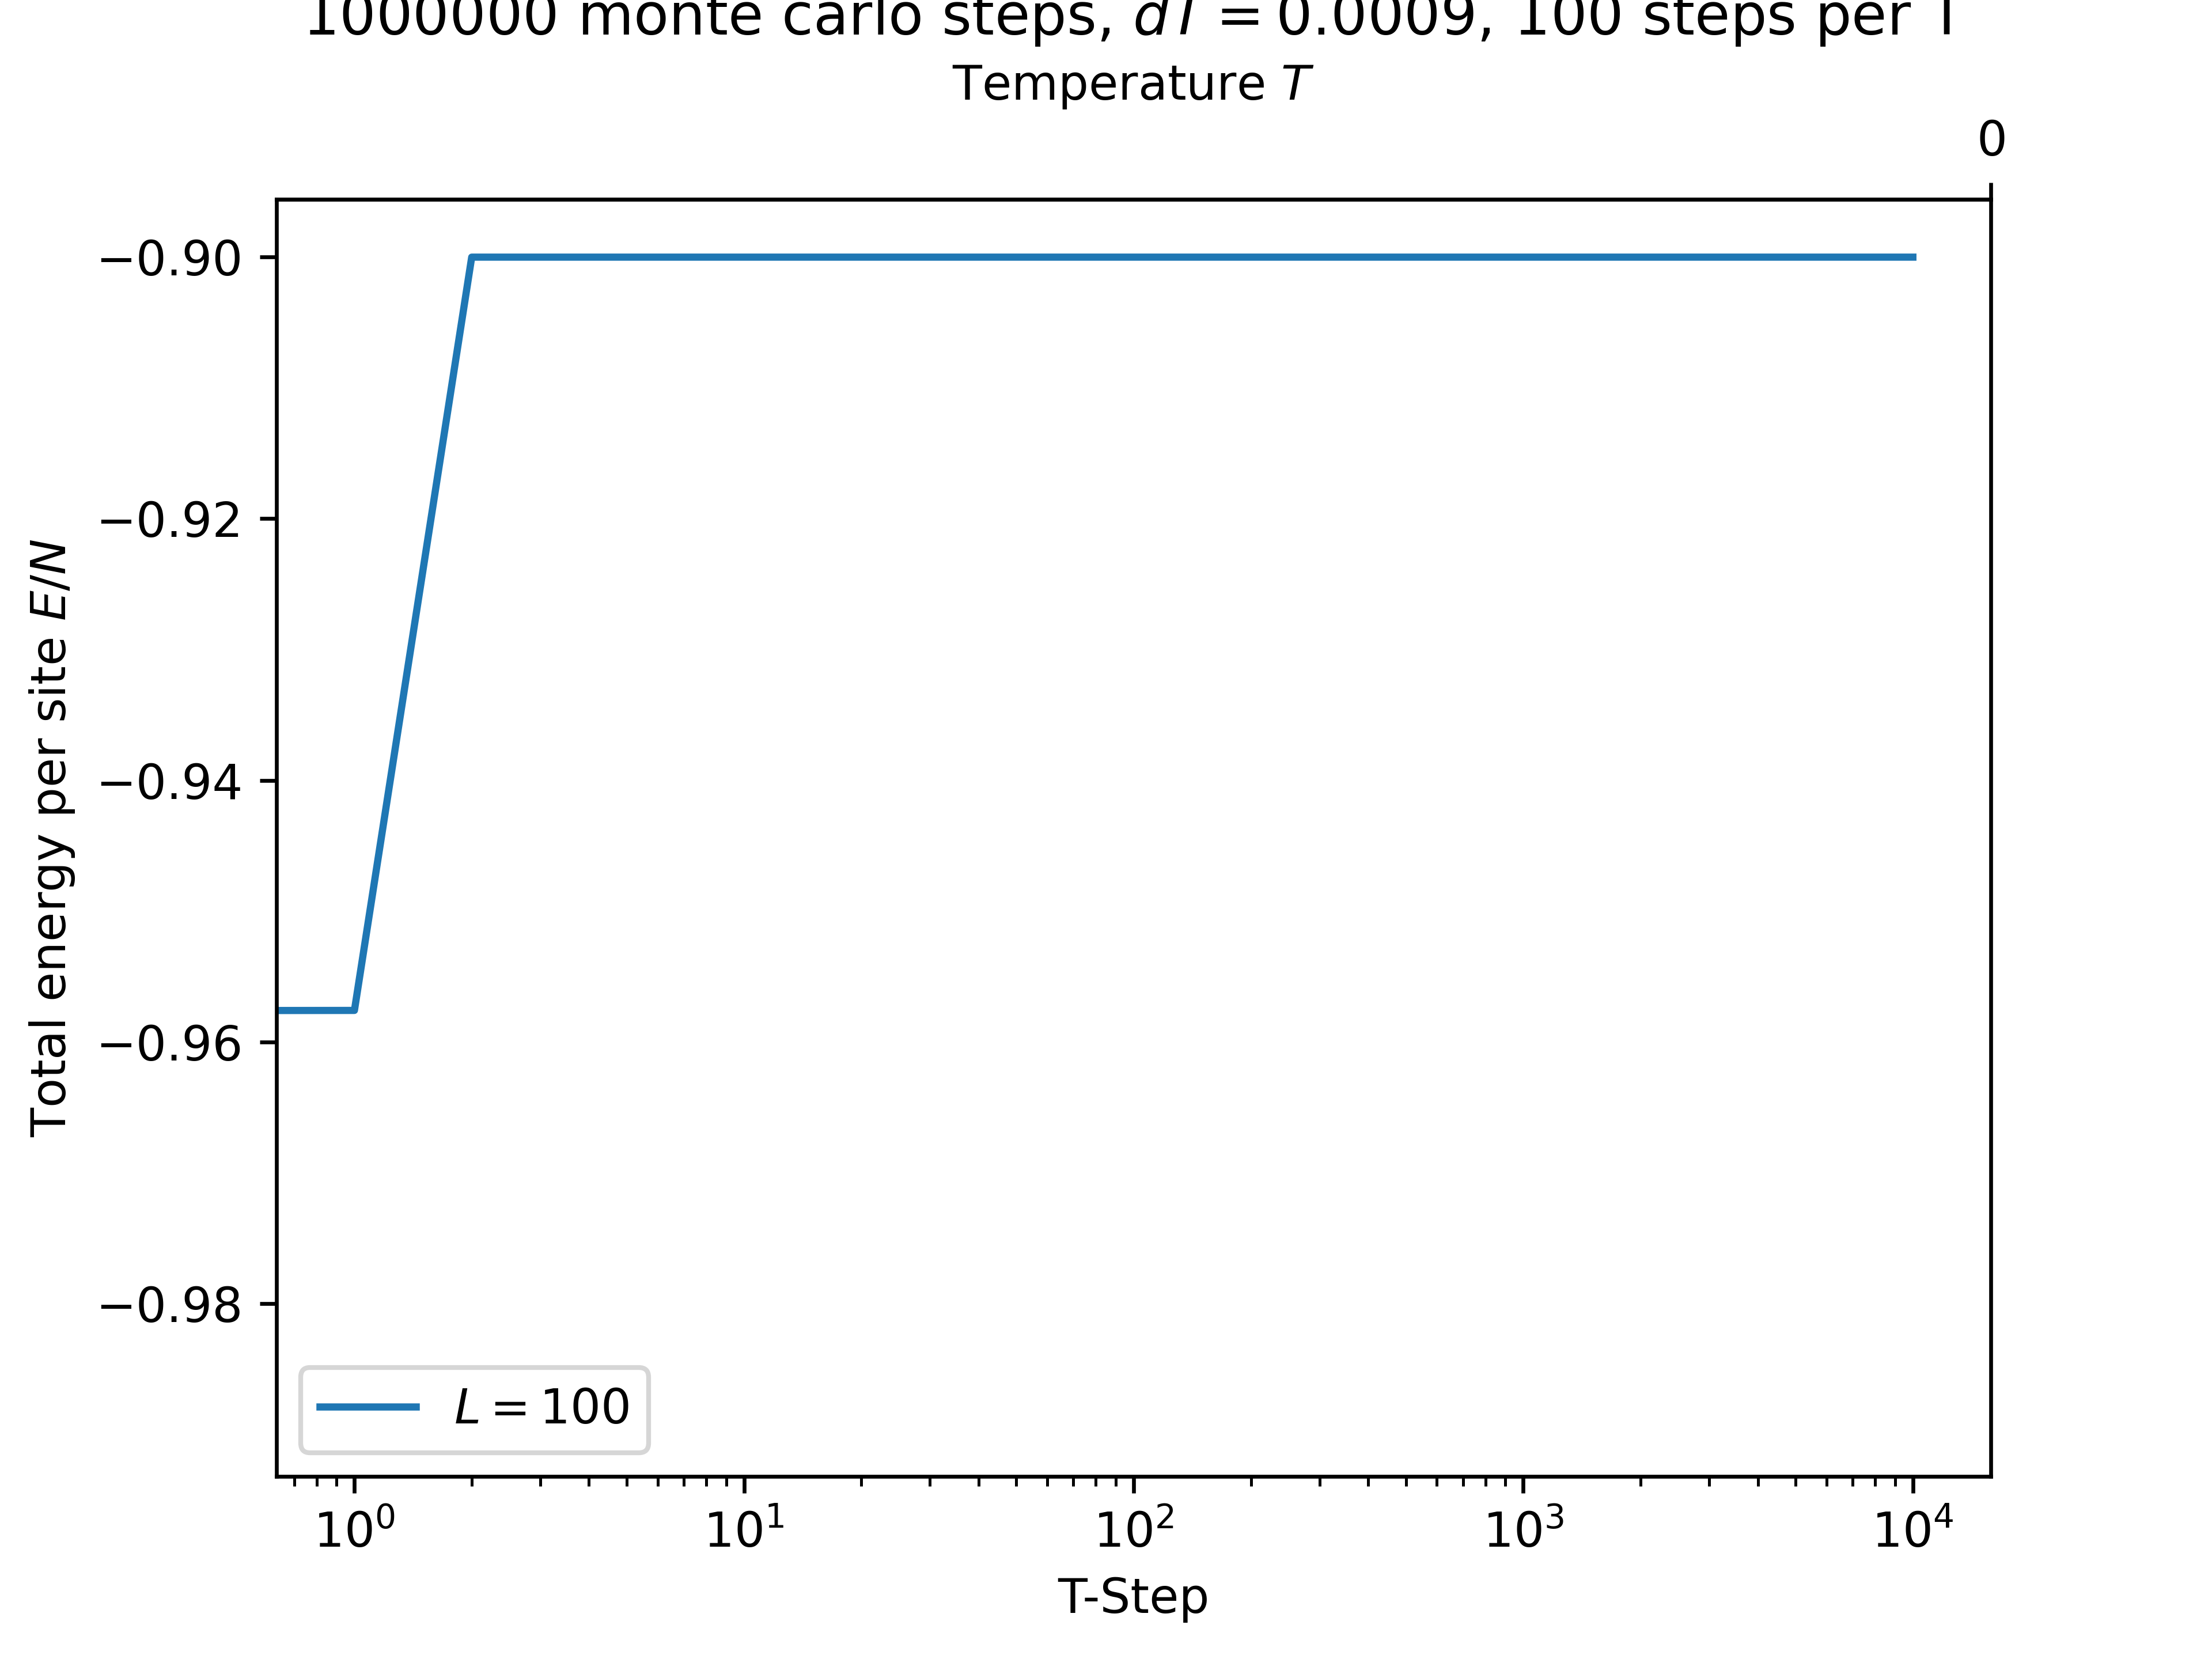 1000000 monte carlo steps, dT = 0.0009, 100 steps per T
Temperature T
0
−0.90
−0.92
−0.94
−0.96
−0.98
Total energy per site E/N
L = 100
10⁰ 10¹ 10² 10³ 10⁴
T-Step